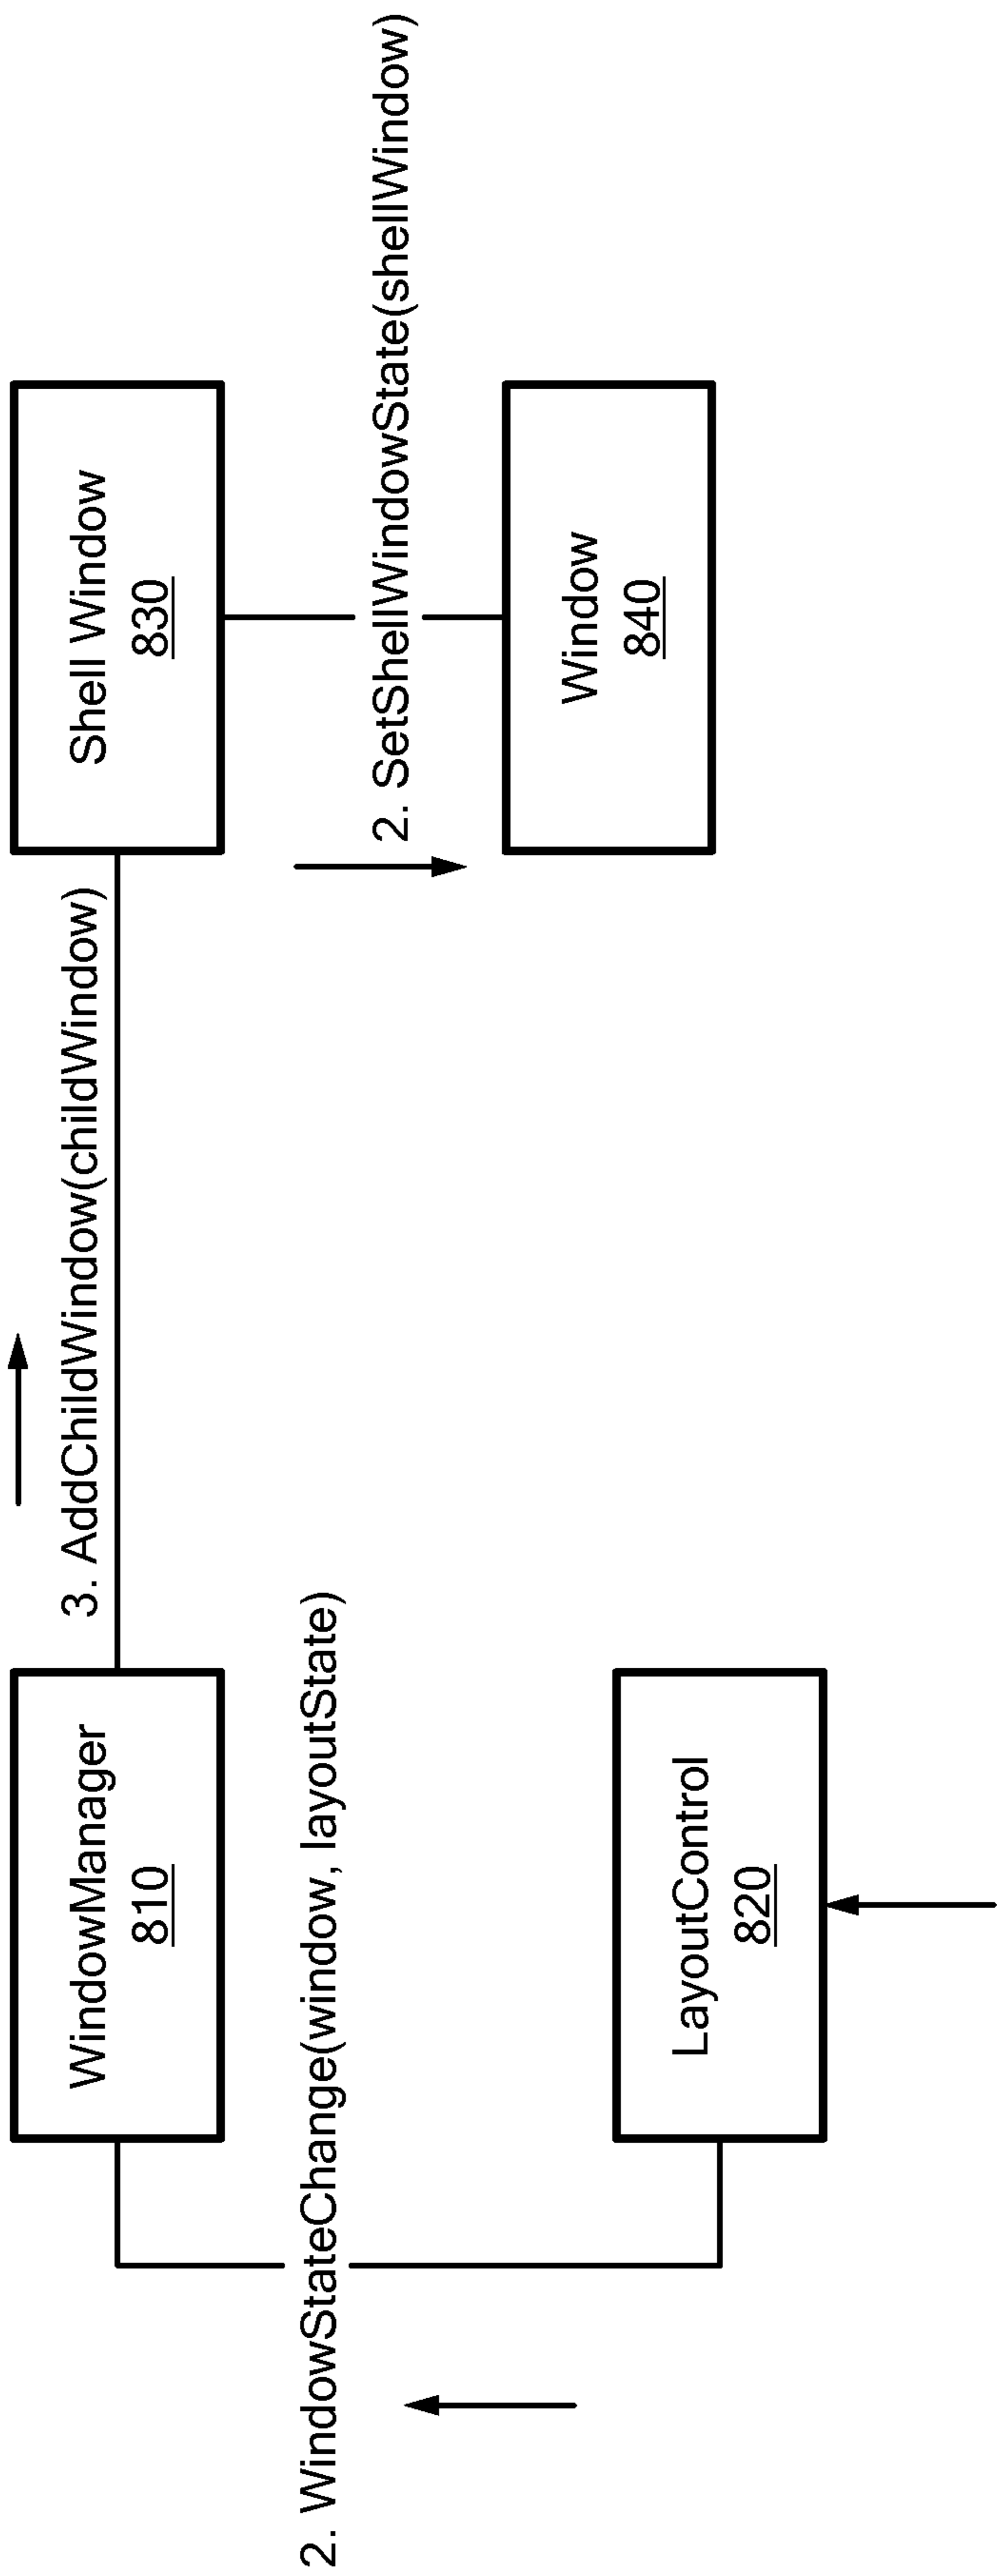 3. AddChildWindow(childWindow)
WindowManager
810
Shell Window
830
2. WindowStateChange(window, layoutState)
2. SetShellWindowState(shellWindow)
LayoutControl
820
Window
840